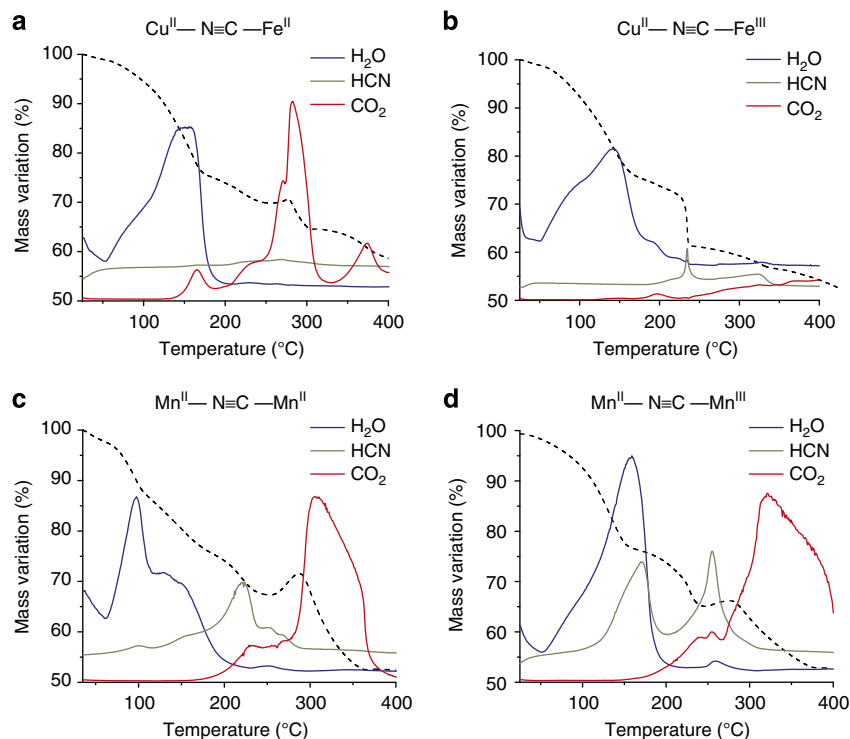 a
Cu^II— N≡C —Fe^II
H₂O
HCN
CO₂
Mass variation (%)
100
90
80
70
60
50
100
200
300
400
Temperature (°C)
b
Cu^II— N≡C —Fe^III
H₂O
HCN
CO₂
Mass variation (%)
100
90
80
70
60
50
100
200
300
400
Temperature (°C)
c
Mn^II— N≡C —Mn^II
H₂O
HCN
CO₂
Mass variation (%)
100
90
80
70
60
50
100
200
300
400
Temperature (°C)
d
Mn^II— N≡C —Mn^III
H₂O
HCN
CO₂
Mass variation (%)
100
90
80
70
60
50
100
200
300
400
Temperature (°C)